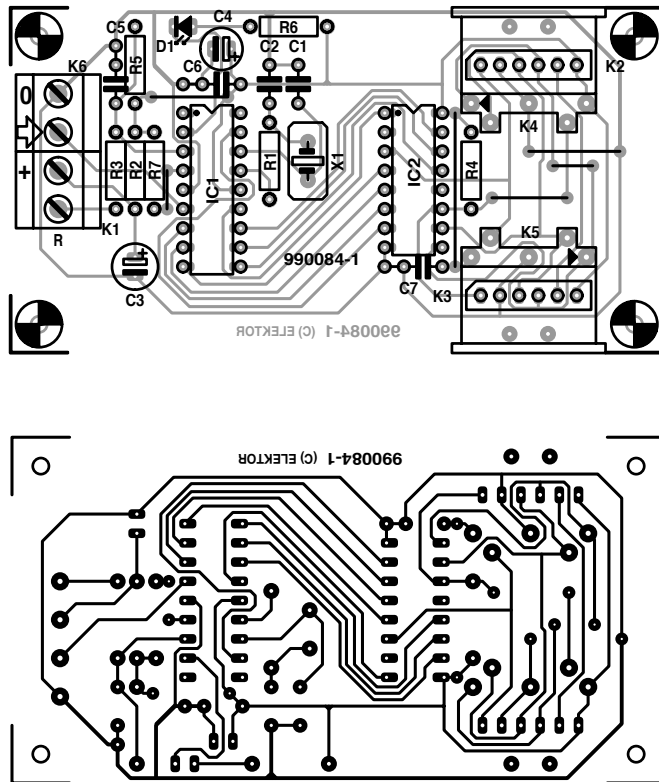 C5
C4
R6
D1
K6
R5
C6
C2 C1
K2
0
K4
+
R3
R2
R7
IC1
R1
X1
IC2
R4
R
K1
K5
990084-1
C3
C7
K3
990084-1 (C) ELEKTOR
990084-1 (C) ELEKTOR